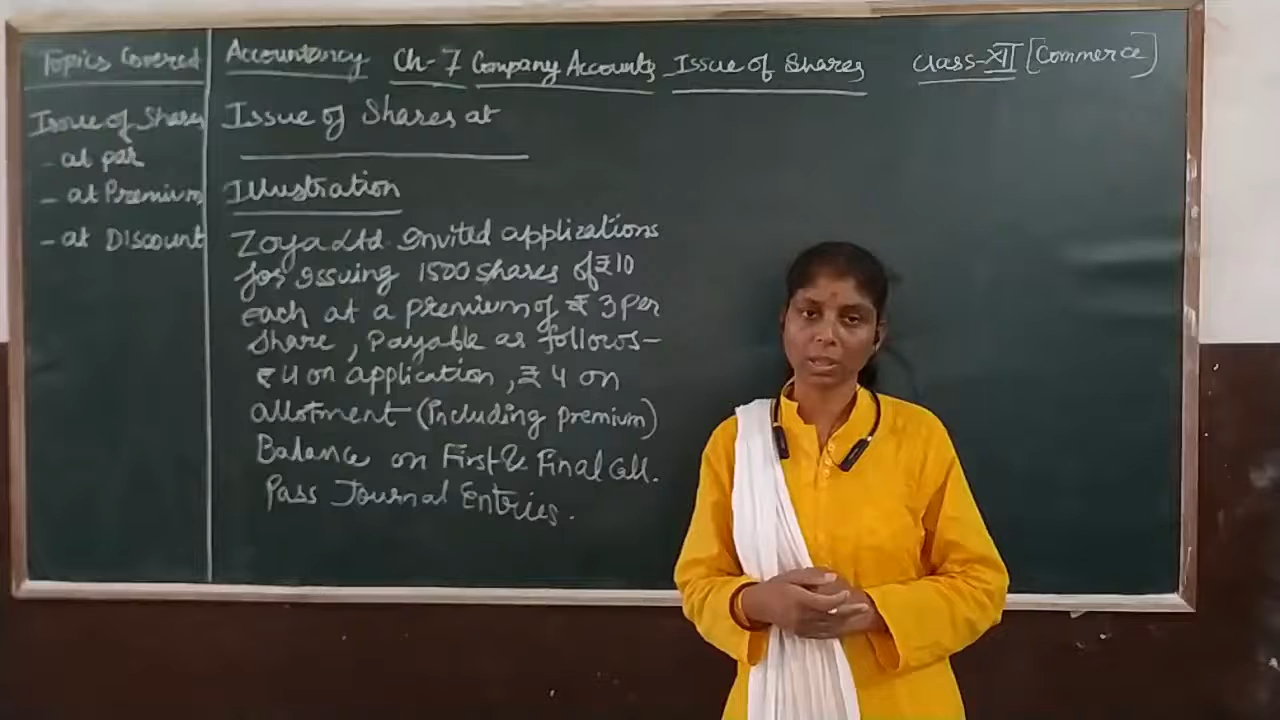 Topics Covered
Issue of Shares
- at par
- at Premium
- at Discount
Accountancy Ch-7 Company Accounts Issue of Shares Class-XII [Commerce]
Issue of Shares at
Illustration
Zoya Ltd. Invited applications
for issuing 1500 shares of ₹10
each at a premium of ₹ 3 per
share, payable as follows-
₹4 on application, ₹ 4 on
allotment (Including premium)
Balance on First & Final Call.
Pass Journal Entries.